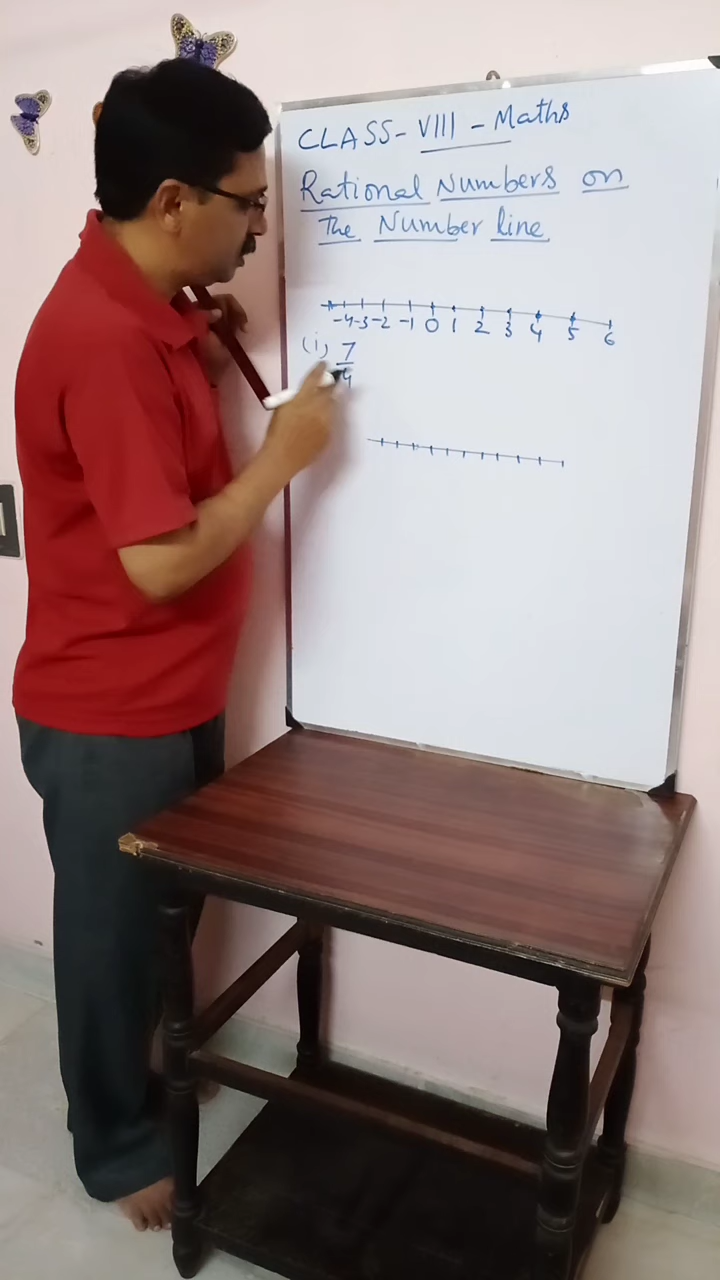 CLASS-VIII-Maths
Rational Numbers on
The Number line
-4 -3 -2 -1 0 1 2 3 4 5 6
(i) 7
4